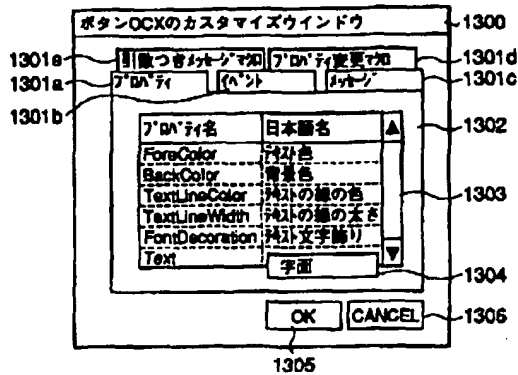 ボタンOCXのカスタマイズウインドウ
1300
1301e
引数つきメッセージマクロ
プロパティ変更マクロ
1301d
1301a
プロパティ
イベント
メッセージ
1301c
1301b
1302
プロパティ名 日本語名
ForeColor テキスト色
BackColor 背景色
1303
TextLineColor テキストの線の色
TextLineWidth テキストの線の太さ
FontDecoration テキスト文字飾り
Text 字面
1304
OK CANCEL
1306
1305